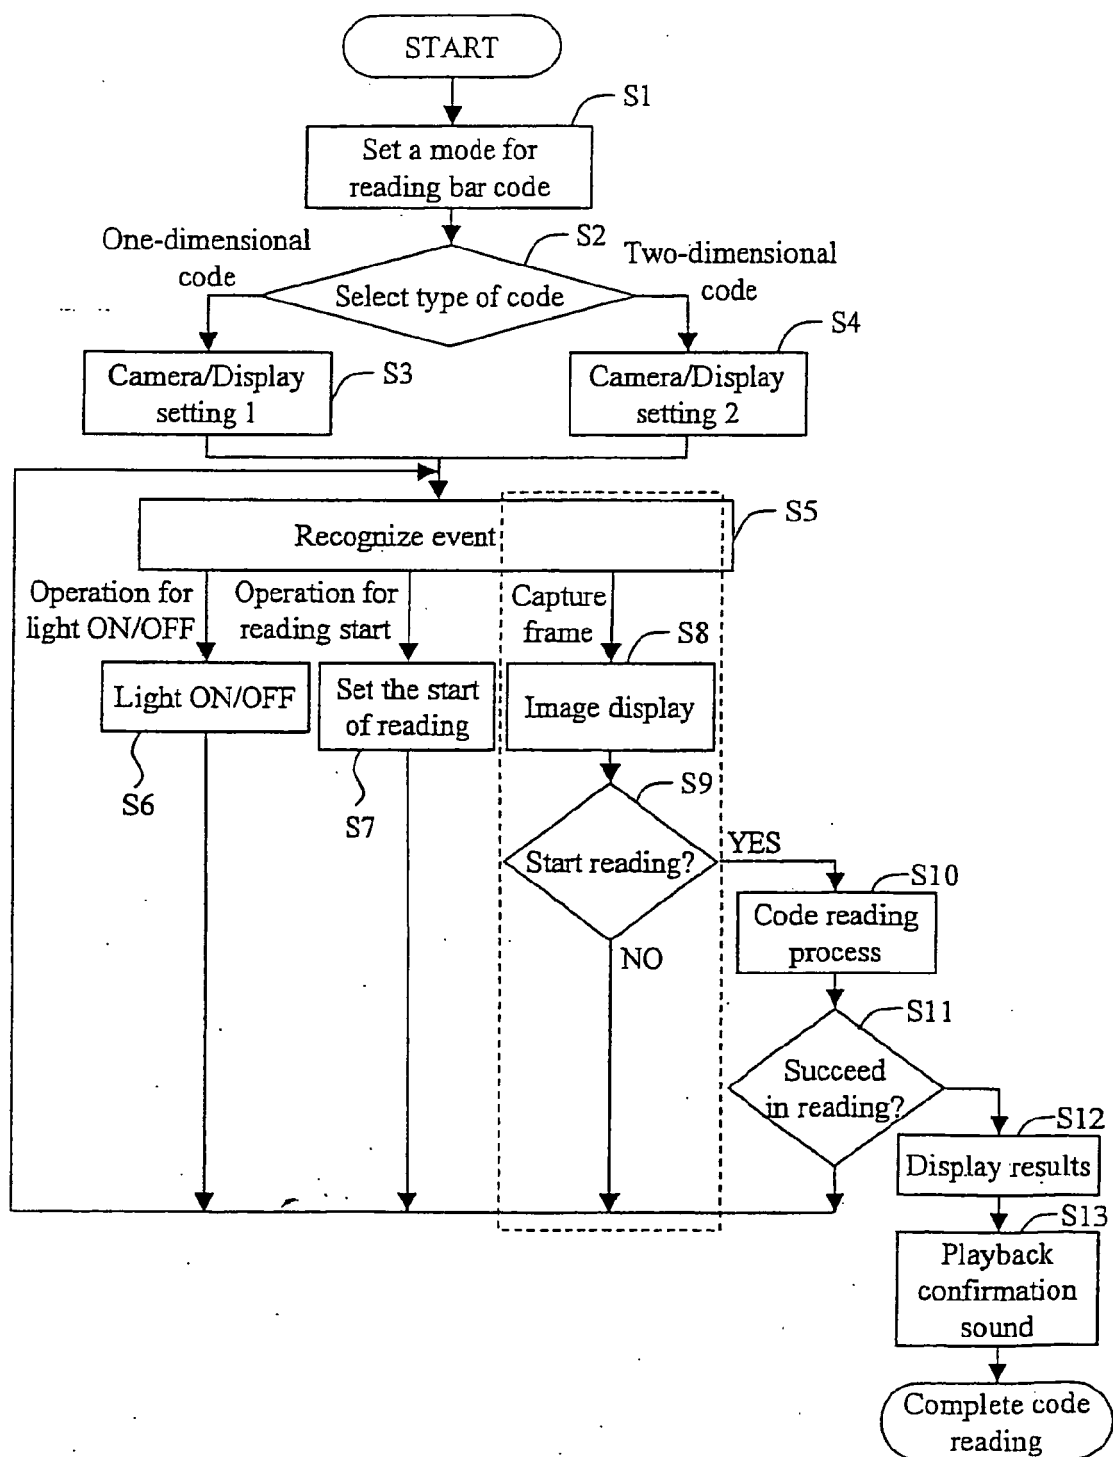 START
S1
Set a mode for
reading bar code
One-dimensional
code
S2
Two-dimensional
code
Select type of code
S4
Camera/Display
setting 1
S3
Camera/Display
setting 2
Recognize event
S5
Operation for
light ON/OFF
Operation for
reading start
Capture
frame
S8
Light ON/OFF
Set the start
of reading
Image display
S6
S7
S9
Start reading?
YES
S10
Code reading
process
NO
S11
Succeed
in reading?
S12
Display results
S13
Playback
confirmation
sound
Complete code
reading